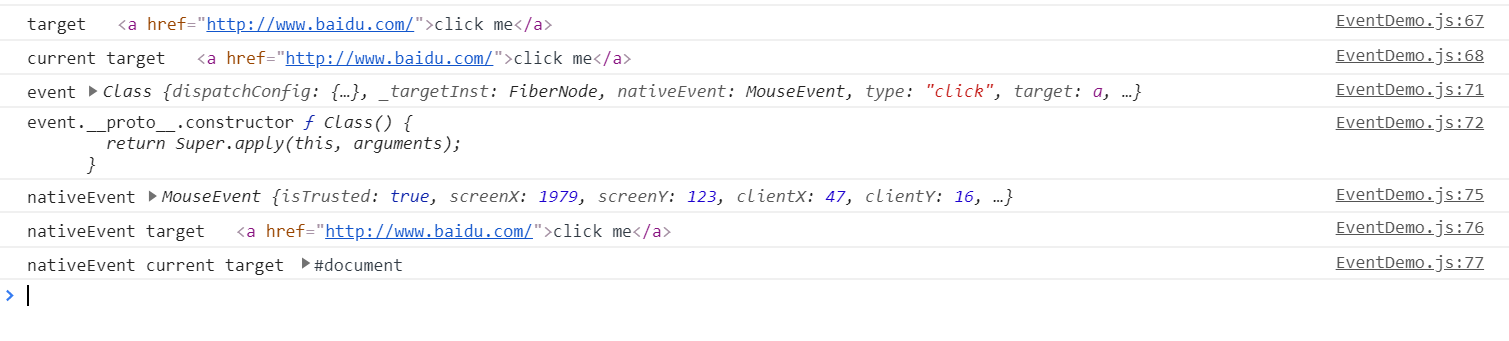 target <a href="http://www.baidu.com/">click me</a> EventDemo.js:67
current target <a href="http://www.baidu.com/">click me</a> EventDemo.js:68
event ▶Class {dispatchConfig: {…}, _targetInst: FiberNode, nativeEvent: MouseEvent, type: "click", target: a, …} EventDemo.js:71
event.__proto__.constructor ƒ Class() { EventDemo.js:72
return Super.apply(this, arguments);
}
nativeEvent ▶MouseEvent {isTrusted: true, screenX: 1979, screenY: 123, clientX: 47, clientY: 16, …} EventDemo.js:75
nativeEvent target <a href="http://www.baidu.com/">click me</a> EventDemo.js:76
nativeEvent current target ▶#document EventDemo.js:77
>